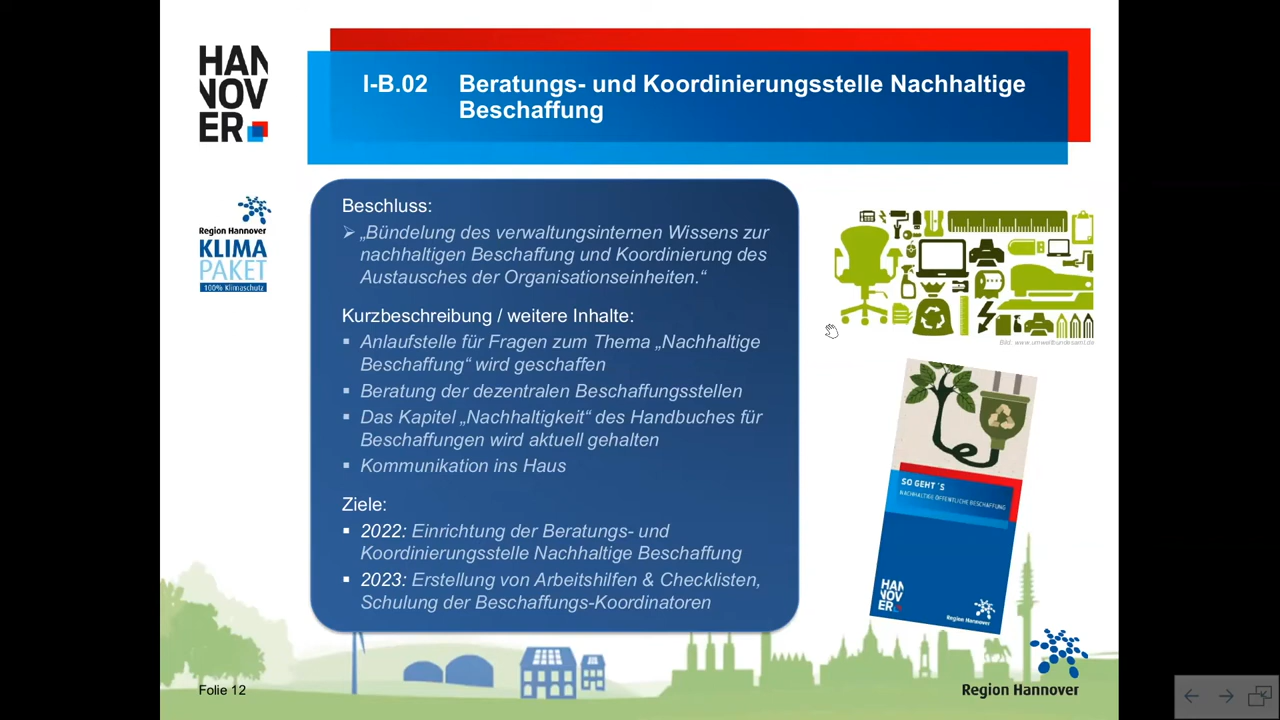 HAN
NOV
ER
I-B.02 Beratungs- und Koordinierungsstelle Nachhaltige
Beschaffung
Region Hannover
KLIMA
PAKET
100% Klimaschutz
Beschluss:
„Bündelung des verwaltungsinternen Wissens zur
nachhaltigen Beschaffung und Koordinierung des
Austausches der Organisationseinheiten.“
Kurzbeschreibung / weitere Inhalte:
Anlaufstelle für Fragen zum Thema „Nachhaltige
Beschaffung“ wird geschaffen
Beratung der dezentralen Beschaffungsstellen
Das Kapitel „Nachhaltigkeit“ des Handbuches für
Beschaffungen wird aktuell gehalten
Kommunikation ins Haus
Ziele:
2022: Einrichtung der Beratungs- und
Koordinierungsstelle Nachhaltige Beschaffung
2023: Erstellung von Arbeitshilfen & Checklisten,
Schulung der Beschaffungs-Koordinatoren
Bild: www.umweltbundesamt.de
SO GEHT´S
NACHHALTIGE ÖFFENTLICHE BESCHAFFUNG
HAN
NOV
ER
Region Hannover
Folie 12
Region Hannover